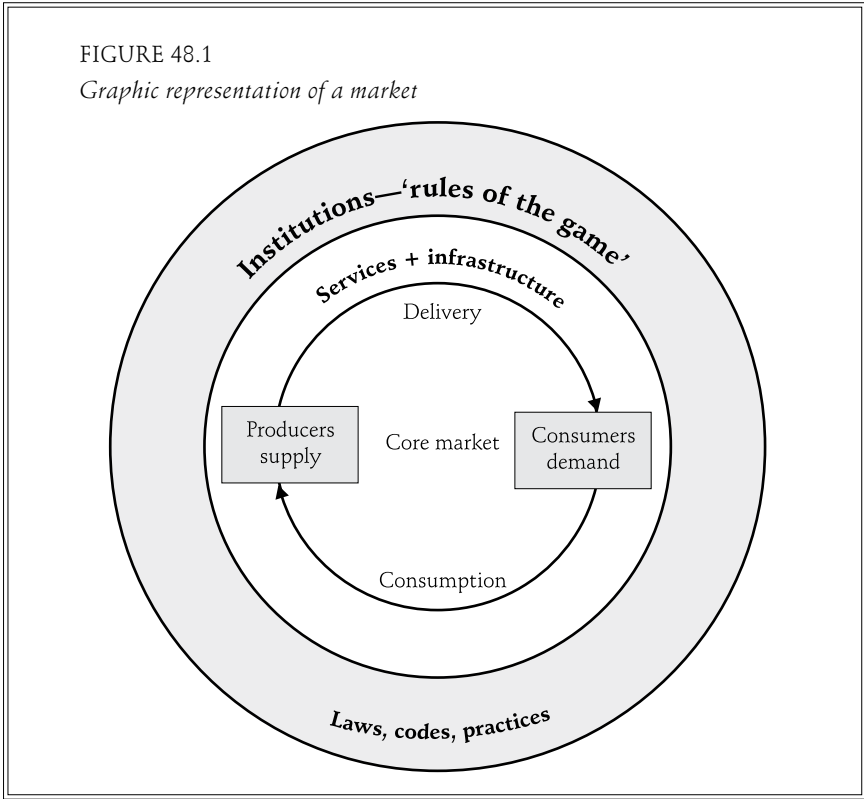 FIGURE 48.1
Graphic representation of a market
Institutions—‘rules of the game’
Services + infrastructure
Delivery
Producers
supply
Core market
Consumers
demand
Consumption
Laws, codes, practices